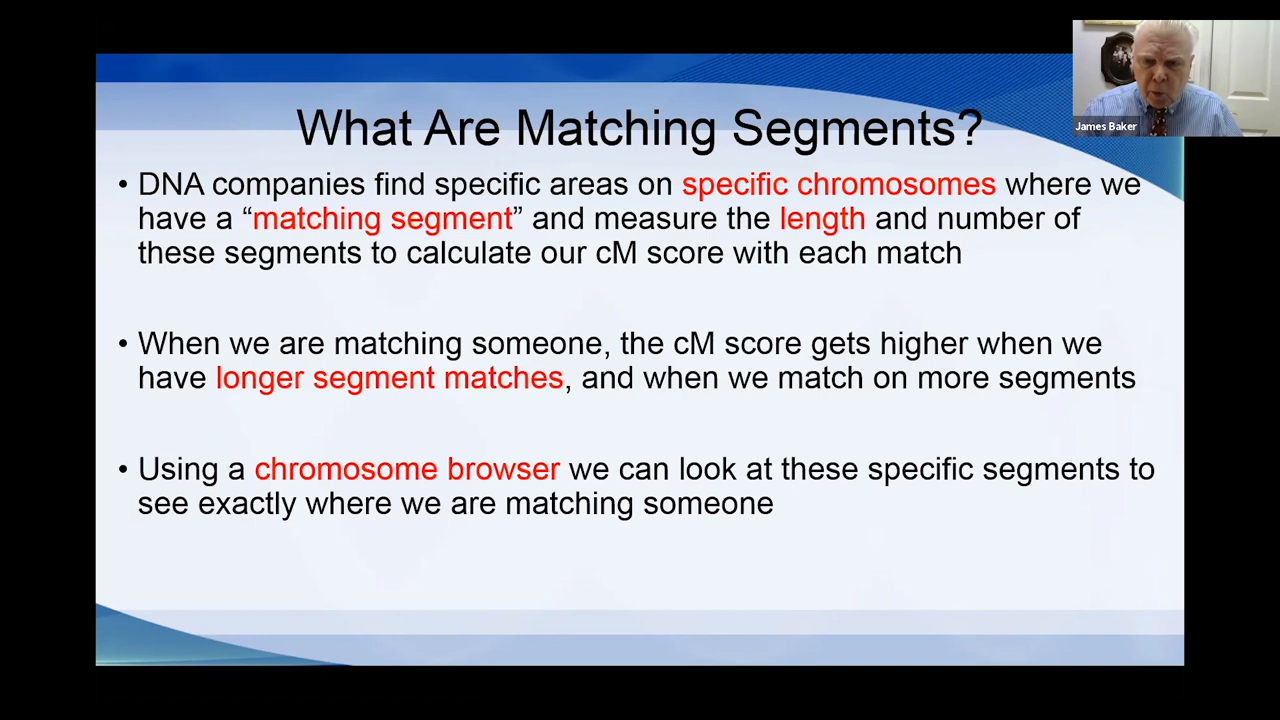 What Are Matching Segments?
• DNA companies find specific areas on specific chromosomes where we
have a “matching segment” and measure the length and number of
these segments to calculate our cM score with each match
• When we are matching someone, the cM score gets higher when we
have longer segment matches, and when we match on more segments
• Using a chromosome browser we can look at these specific segments to
see exactly where we are matching someone
James Baker